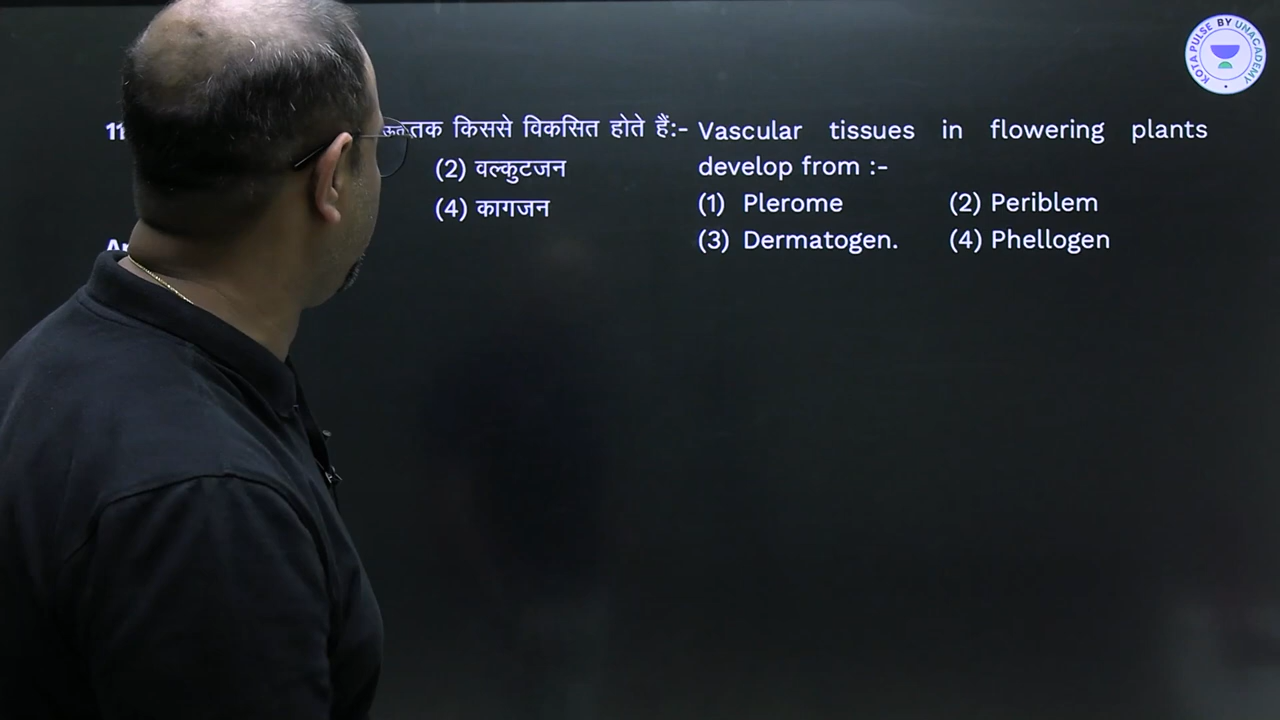 तक किससे विकसित होते हैं:-
(2) वल्कुटजन
(4) कागजन
Vascular tissues in flowering plants
develop from :-
(1) Plerome (2) Periblem
(3) Dermatogen. (4) Phellogen
KOTA PULSE BY UNACADEMY